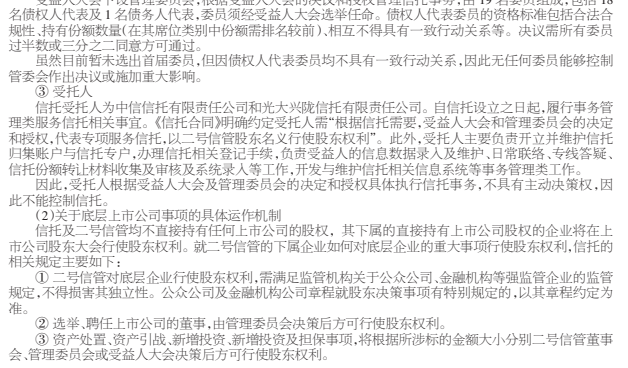 受益人大会下设管理委员会,根据受益人大会的决议和授权管理信托事务,由 19 名委员组成,包括 18
名债权人代表及 1 名债务人代表,委员须经受益人大会选举任命。债权人代表委员的资格标准包括合法合
规性、持有份额数量(在其席位类别中份额需排名较前)、相互不得具有一致行动关系等。决议需所有委员
过半数或三分之二同意方可通过。
虽然目前暂未选出首届委员,但因债权人代表委员均不具有一致行动关系,因此无任何委员能够控制
管委会作出决议或施加重大影响。
③ 受托人
信托受托人为中信信托有限责任公司和光大兴陇信托有限责任公司。自信托设立之日起,履行事务管
理类服务信托相关事宜。《信托合同》明确约定受托人需“根据信托需要,受益人大会和管理委员会的决定
和授权,代表专项服务信托,以二号信管股东名义行使股东权利”。此外,受托人主要负责开立并维护信托
归集账户与信托专户,办理信托相关登记手续,负责受益人的信息数据录入及维护、日常联络、专线答疑、
信托份额转让材料收集及审核及系统录入等工作,开发与维护信托相关信息系统等事务管理类工作。
因此,受托人根据受益人大会及管理委员会的决定和授权具体执行信托事务,不具有主动决策权,因
此不能控制信托。
(2)关于底层上市公司事项的具体运作机制
信托及二号信管均不直接持有任何上市公司的股权，其下属的直接持有上市公司股权的企业将在上
市公司股东大会行使股东权利。就二号信管的下属企业如何对底层企业的重大事项行使股东权利,信托的
相关规定主要如下：
① 二号信管对底层企业行使股东权利,需满足监管机构关于公众公司、金融机构等强监管企业的监管
规定,不得损害其独立性。公众公司及金融机构公司章程就股东决策事项有特别规定的,以其章程约定为
准。
② 选举、聘任上市公司的董事,由管理委员会决策后方可行使股东权利。
③ 资产处置、资产引战、新增投资、新增投资及担保事项,将根据所涉标的金额大小分别二号信管董事
会、管理委员会或受益人大会决策后方可行使股东权利。